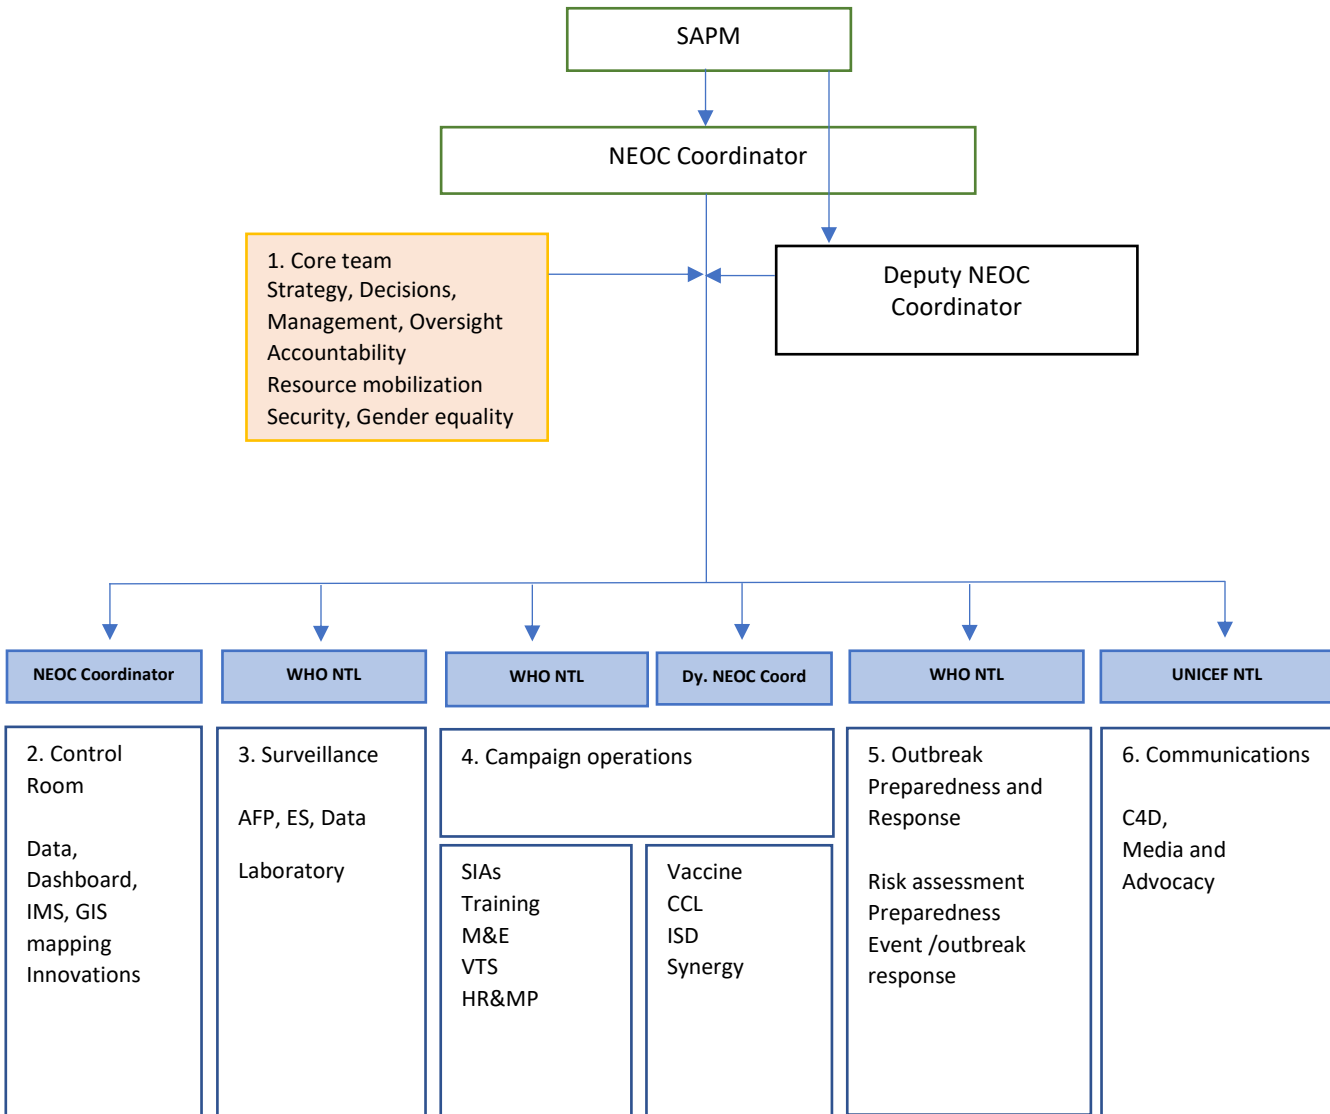 SAPM
NEOC Coordinator
1. Core team
Strategy, Decisions,
Management, Oversight
Accountability
Resource mobilization
Security, Gender equality
Deputy NEOC
Coordinator
NEOC Coordinator
WHO NTL
WHO NTL
Dy. NEOC Coord
WHO NTL
UNICEF NTL
2. Control
Room
Data,
Dashboard,
IMS, GIS
mapping
Innovations
3. Surveillance
AFP, ES, Data
Laboratory
4. Campaign operations
SIAs
Training
M&E
VTS
HR&MP
Vaccine
CCL
ISD
Synergy
5. Outbreak
Preparedness and
Response
Risk assessment
Preparedness
Event /outbreak
response
6. Communications
C4D,
Media and
Advocacy